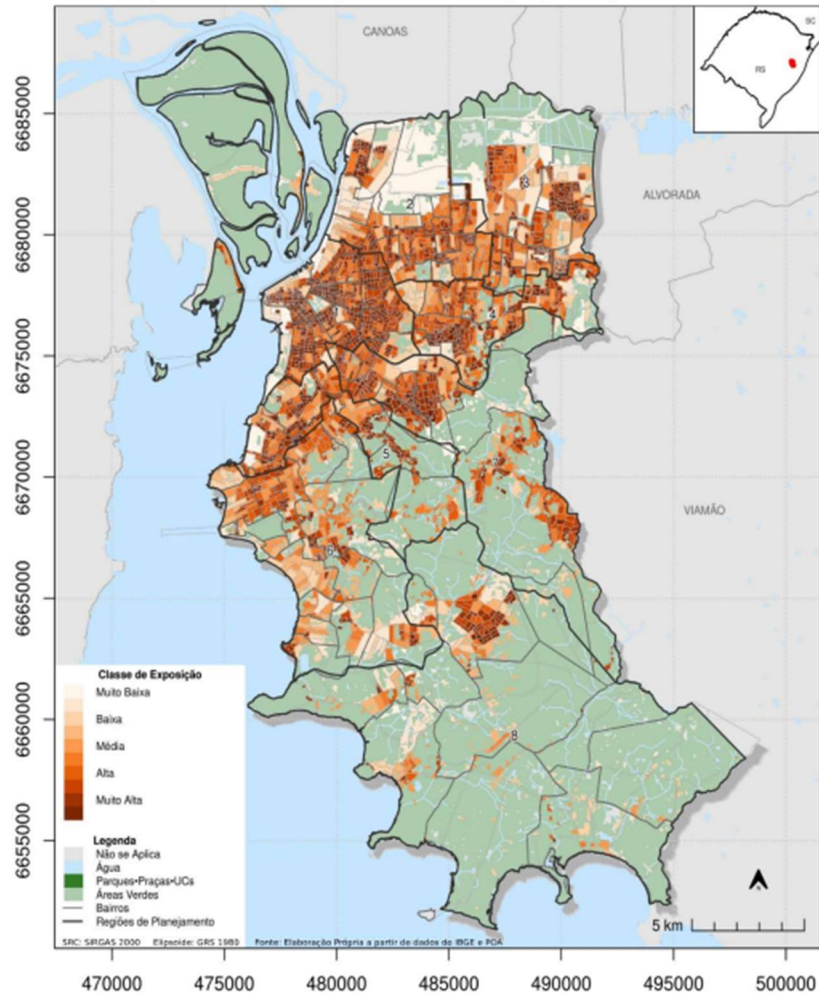 CANOAS
SC
RS
ALVORADA
VIAMÃO
2
3
4
5
6
8
6685000
6680000
6675000
6670000
6665000
6660000
6655000
Classe de Exposição
Muito Baixa
Baixa
Média
Alta
Muito Alta
Legenda
Não se Aplica
Água
Parques•Praças•UCs
Áreas Verdes
Bairros
Regiões de Planejamento
5 km
SRC: SIRGAS 2000 Elipsoide: GRS 1980 Fonte: Elaboração Própria a partir de dados do IBGE e POA
470000 475000 480000 485000 490000 495000 500000